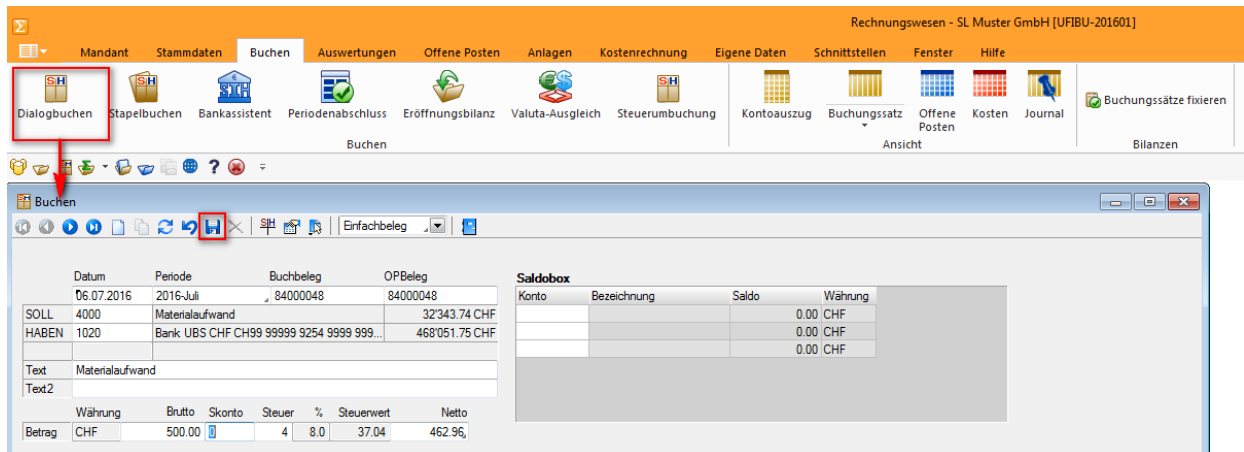 Rechnungswesen - SL Muster GmbH [UFIBU-201601]
Mandant Stammdaten Buchen Auswertungen Offene Posten Anlagen Kostenrechnung Eigene Daten Schnittstellen Fenster Hilfe
Dialogbuchen Stapelbuchen Bankassistent Periodenabschluss Eröffnungsbilanz Valuta-Ausgleich Steuerumbuchung Kontoauszug Buchungssatz Offene Posten Kosten Journal Buchungssätze fixieren
Buchen Ansicht Bilanzen
Buchen
Einfachbeleg
Datum Periode Buchbeleg OPBeleg Saldobox
06.07.2016 2016-Juli 84000048 84000048 Konto Bezeichnung Saldo Währung
SOLL 4000 Materialaufwand 32'343.74 CHF 0.00 CHF
HABEN 1020 Bank UBS CHF CH99 99999 9254 9999 999... 468'051.75 CHF 0.00 CHF
0.00 CHF
Text Materialaufwand
Text2
Währung Brutto Skonto Steuer % Steuerwert Netto
Betrag CHF 500.00 0 4 8.0 37.04 462.96